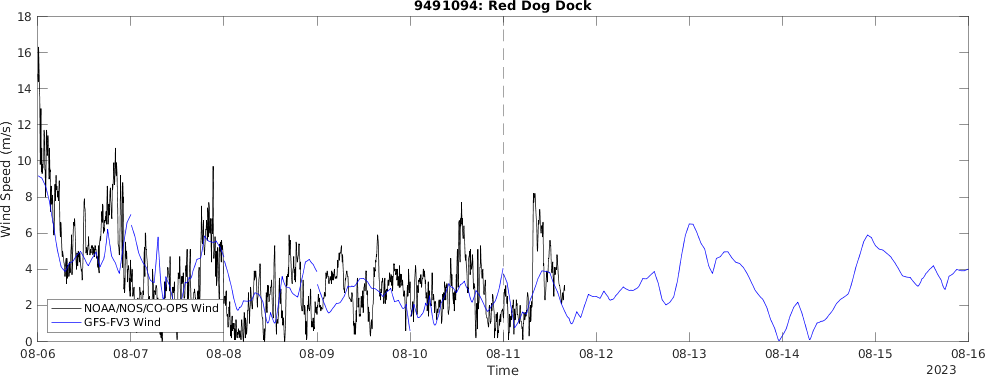 9491094: Red Dog Dock
18
16
14
12
10
8
6
4
2
0
Wind Speed (m/s)
NOAA/NOS/CO-OPS Wind
GFS-FV3 Wind
08-06 08-07 08-08 08-09 08-10 08-11 08-12 08-13 08-14 08-15 08-16
Time
2023